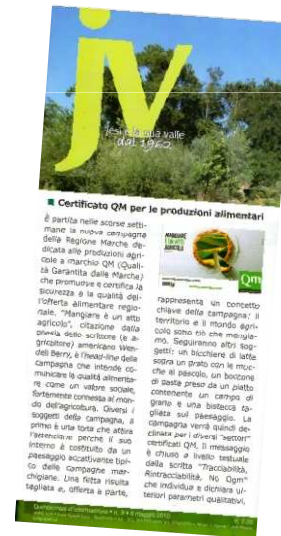 jv
jesi e la sua valle
dal 1962
Certificato QM per le produzioni alimentari
È partita nelle scorse setti-
mane la nuova campagna
della Regione Marche de-
dicata alle produzioni agri-
cole a marchio QM (Quali-
tà Garantita dalle Marche)
che promuove e certifica la
sicurezza e la qualità del-
l'offerta alimentare regio-
nale. "Mangiare è un atto
agricolo", citazione dalla
dello scrittore (e a-
gricoltore) americano Wen-
dell Berry, è l'head-line della
campagna che intende co-
municare la qualità alimenta-
re come un valore sociale,
fortemente connessa al mon-
do dell'agricoltura. Diversi i
soggetti della campagna, il
primo è una torta che attira
l'attenzione perché il suo
interno è costituito da un
paesaggio accattivante tipi-
co delle campagne mar-
chigiane. Una fetta risulta
tagliata e, offerta a parte,
MANGIARE
È UN ATTO
AGRICOLO
Qm
rappresenta un concetto
chiave della campagna: il
territorio e il mondo agri-
colo sono ciò che mangia-
mo. Seguiranno altri sog-
getti: un bicchiere di latte
sopra un prato con le muc-
che al pascolo, un boccone
di pasta preso da un piatto
contenente un campo di
grano e una bistecca ta-
gliata sul paesaggio. La
campagna verrà quindi de-
clinata per i diversi "settori"
certificati QM. Il messaggio
è chiuso a livello testuale
dalla scritta "Tracciabilità,
Rintracciabilità, No Ogm"
che individua e dichiara ul-
teriori parametri qualitativi.